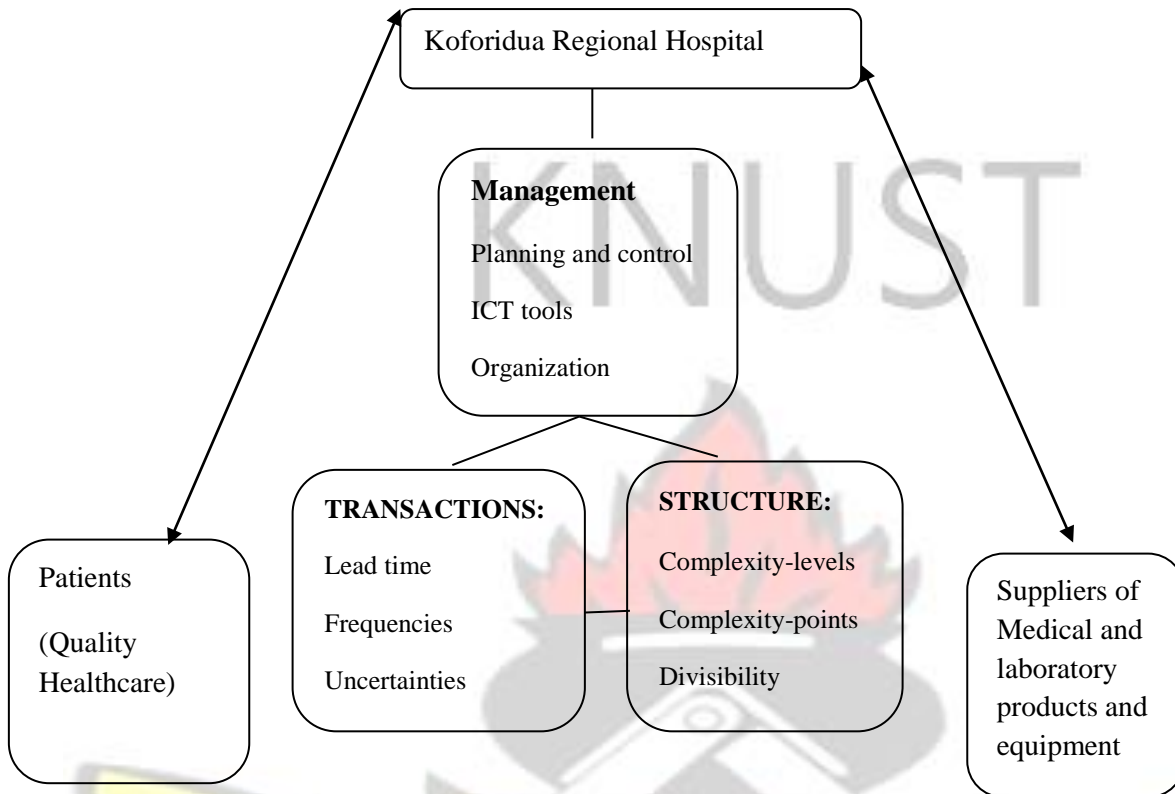 Koforidua Regional Hospital
KNUST
Management
Planning and control
ICT tools
Organization
TRANSACTIONS:
Lead time
Frequencies
Uncertainties
STRUCTURE:
Complexity-levels
Complexity-points
Divisibility
Patients
(Quality
Healthcare)
Suppliers of
Medical and
laboratory
products and
equipment